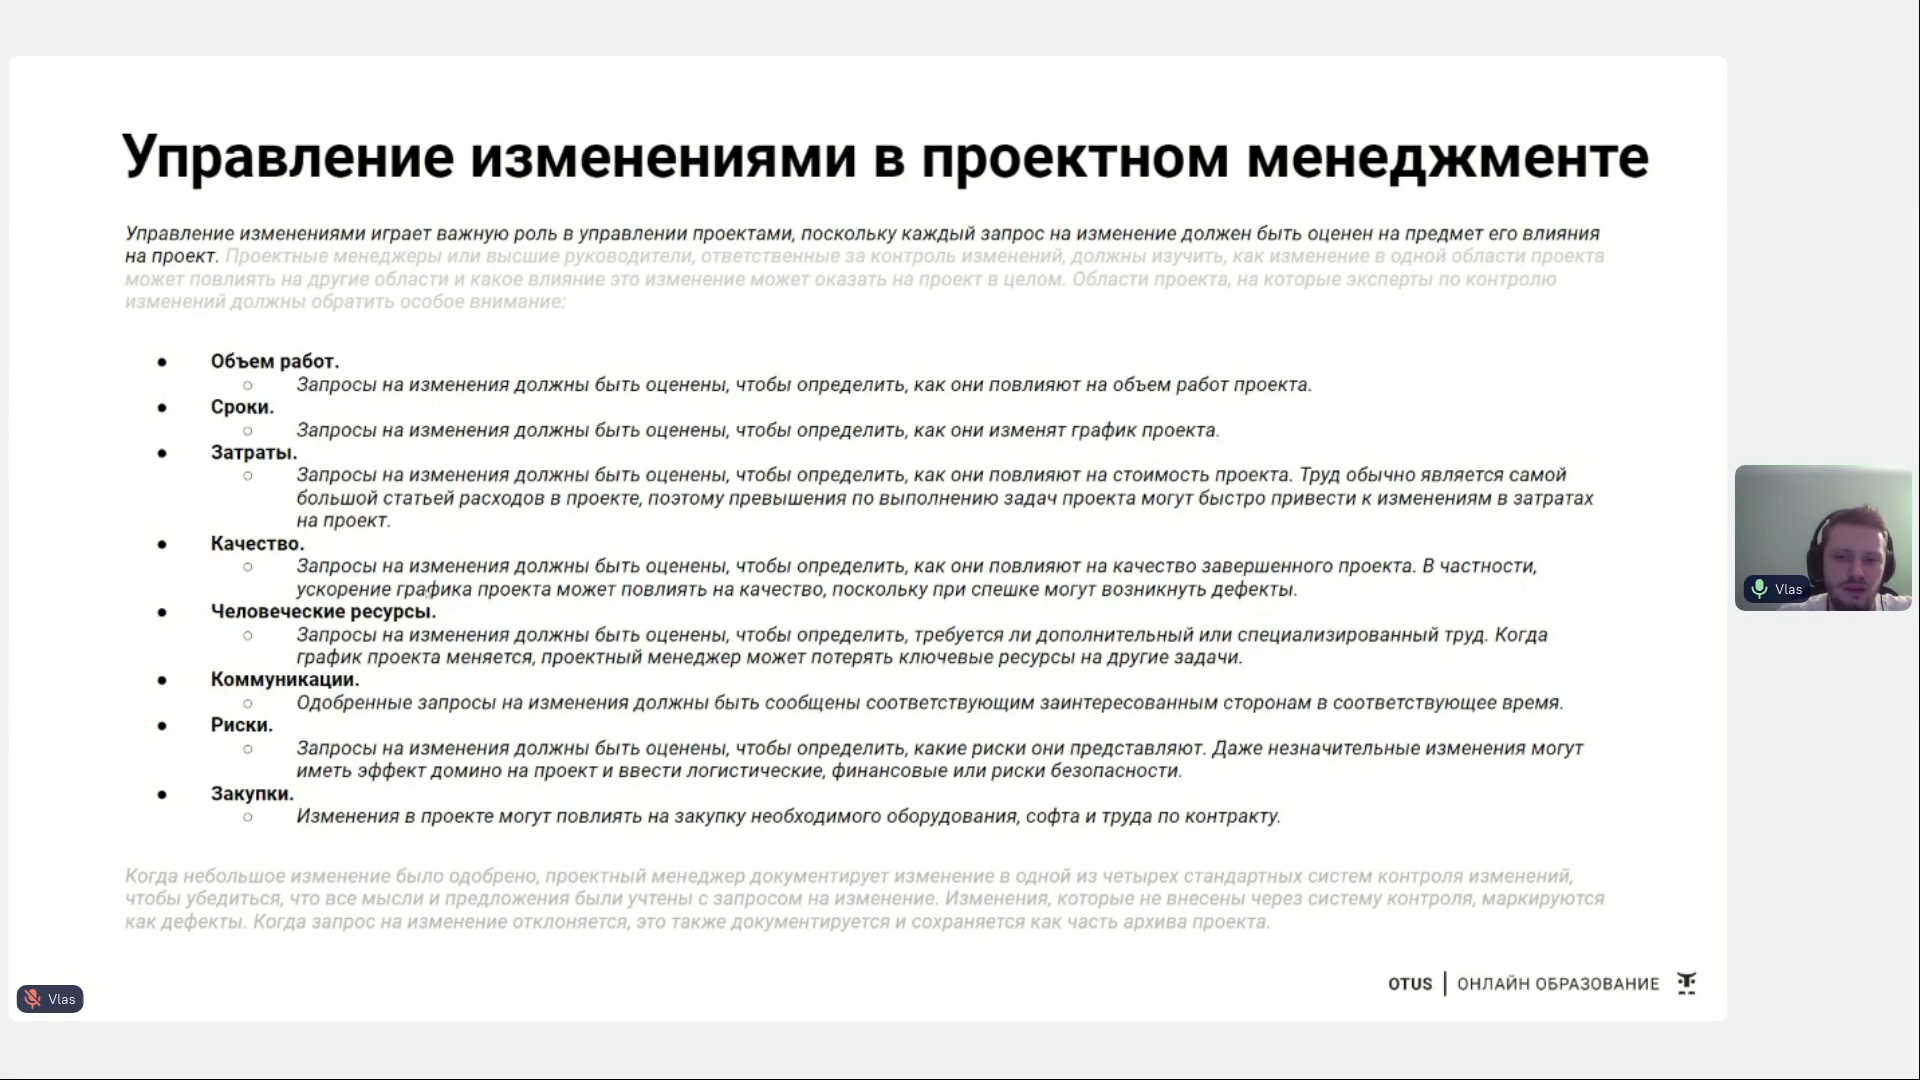 Управление изменениями в проектном менеджменте
Управление изменениями играет важную роль в управлении проектами, поскольку каждый запрос на изменение должен быть оценен на предмет его влияния
на проект. Проектные менеджеры или высшие руководители, ответственные за контроль изменений, должны изучить, как изменение в одной области проекта
может повлиять на другие области и какое влияние это изменение может оказать на проект в целом. Области проекта, на которые эксперты по контролю
изменений должны обратить особое внимание:
● Объем работ.
○ Запросы на изменения должны быть оценены, чтобы определить, как они повлияют на объем работ проекта.
● Сроки.
○ Запросы на изменения должны быть оценены, чтобы определить, как они изменят график проекта.
● Затраты.
○ Запросы на изменения должны быть оценены, чтобы определить, как они повлияют на стоимость проекта. Труд обычно является самой
большой статьей расходов в проекте, поэтому превышения по выполнению задач проекта могут быстро привести к изменениям в затратах
на проект.
● Качество.
○ Запросы на изменения должны быть оценены, чтобы определить, как они повлияют на качество завершенного проекта. В частности,
ускорение графика проекта может повлиять на качество, поскольку при спешке могут возникнуть дефекты.
● Человеческие ресурсы.
○ Запросы на изменения должны быть оценены, чтобы определить, требуется ли дополнительный или специализированный труд. Когда
график проекта меняется, проектный менеджер может потерять ключевые ресурсы на другие задачи.
● Коммуникации.
○ Одобренные запросы на изменения должны быть сообщены соответствующим заинтересованным сторонам в соответствующее время.
● Риски.
○ Запросы на изменения должны быть оценены, чтобы определить, какие риски они представляют. Даже незначительные изменения могут
иметь эффект домино на проект и ввести логистические, финансовые или риски безопасности.
● Закупки.
○ Изменения в проекте могут повлиять на закупку необходимого оборудования, софта и труда по контракту.
Когда небольшое изменение было одобрено, проектный менеджер документирует изменение в одной из четырех стандартных систем контроля изменений,
чтобы убедиться, что все мысли и предложения были учтены с запросом на изменение. Изменения, которые не внесены через систему контроля, маркируются
как дефекты. Когда запрос на изменение отклоняется, это также документируется и сохраняется как часть архива проекта.
OTUS | ОНЛАЙН ОБРАЗОВАНИЕ
Vlas
Vlas